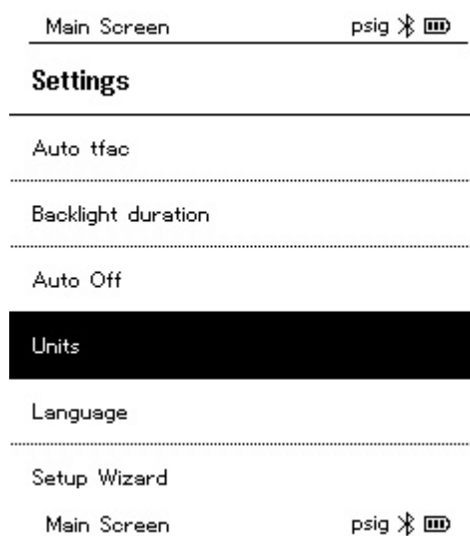 Main Screen psig
Settings
Auto tfac
Backlight duration
Auto Off
Units
Language
Setup Wizard
Main Screen psig